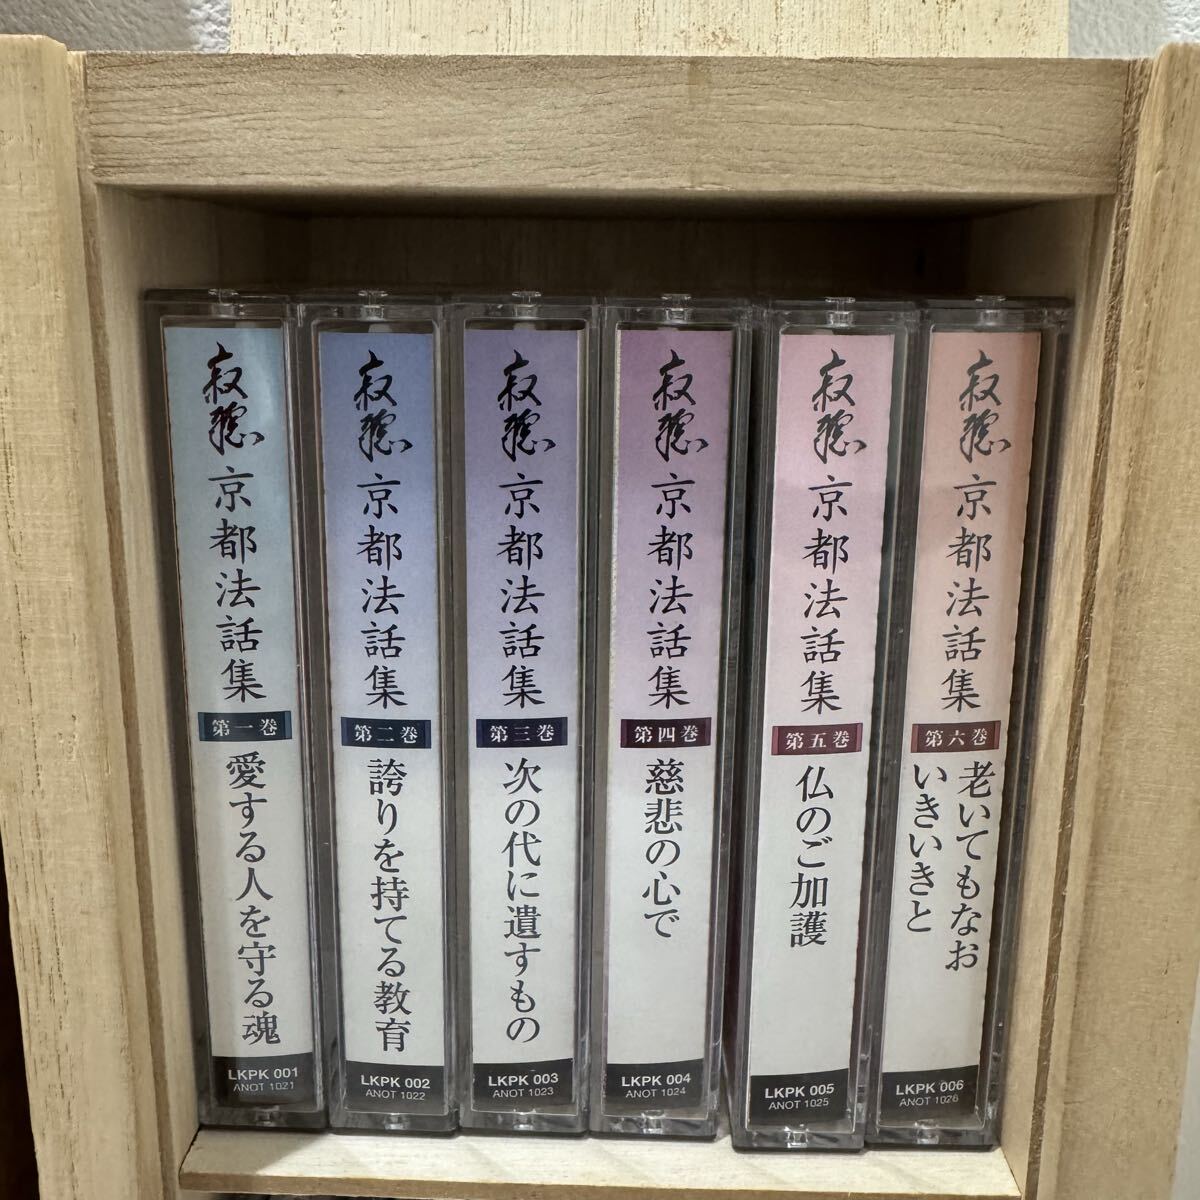 寂聴 京都法話集
第一巻
愛する人を守る魂
LKPK 001
ANOT 1021
寂聴 京都法話集
第二巻
誇りを持てる教育
LKPK 002
ANOT 1022
寂聴 京都法話集
第三巻
次の代に遺すもの
LKPK 003
ANOT 1023
寂聴 京都法話集
第四巻
慈悲の心で
LKPK 004
ANOT 1024
寂聴 京都法話集
第五巻
仏のご加護
LKPK 005
ANOT 1025
寂聴 京都法話集
第六巻
老いてもなお
いきいきと
LKPK 006
ANOT 1026